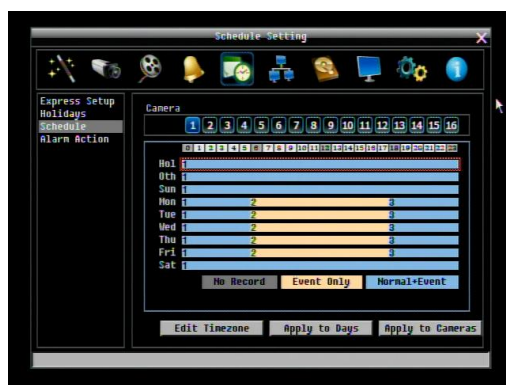 Schedule Setting
X
Express Setup
Holidays
Schedule
Alarm Action
Camera
1 2 3 4 5 6 7 8 9 10 11 12 13 14 15 16
0 1 2 3 4 5 6 7 8 9 10 11 12 13 14 15 16 17 18 19 20 21 22 23
Hol 1
Oth 1
Sun 1
Mon 1 2 3
Tue 1 2 3
Wed 1 2 3
Thu 1 2 3
Fri 1 2 3
Sat 1
No Record Event Only Normal+Event
Edit Timezone Apply to Days Apply to Cameras